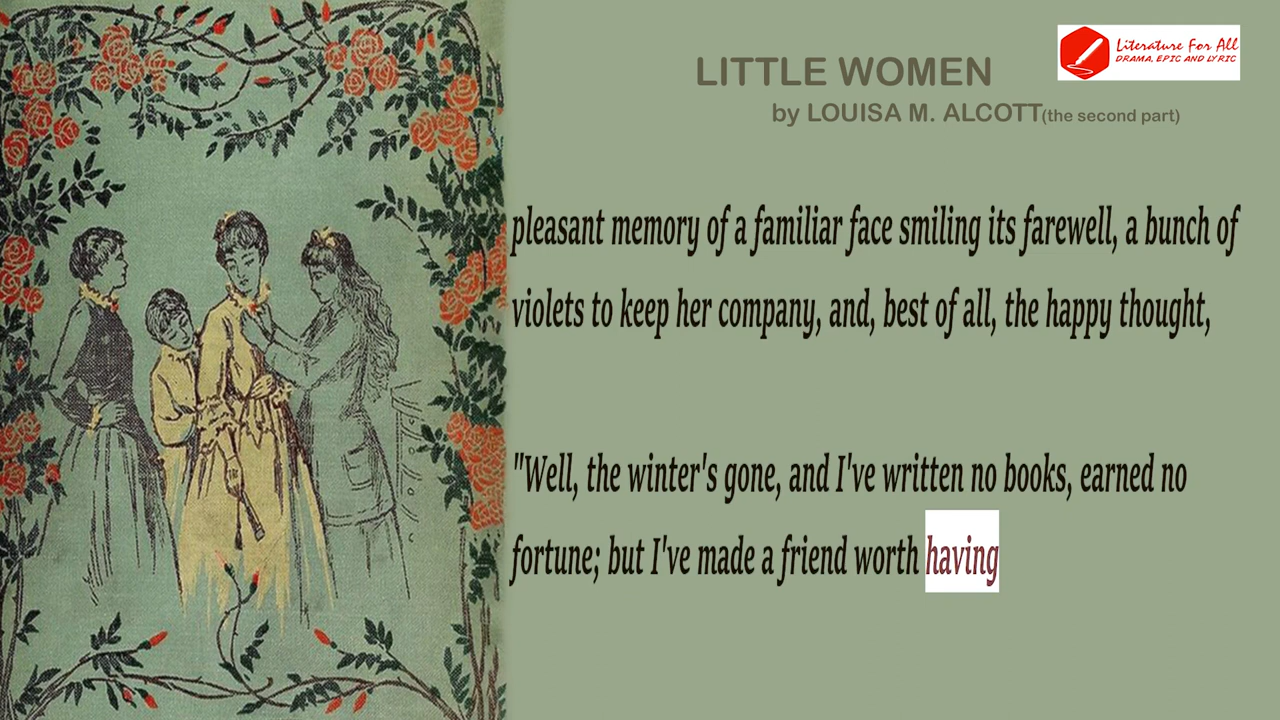 LITTLE WOMEN
by LOUISA M. ALCOTT(the second part)
Literature For All
DRAMA, EPIC AND LYRIC
pleasant memory of a familiar face smiling its farewell, a bunch of
violets to keep her company, and, best of all, the happy thought,
"Well, the winter's gone, and I've written no books, earned no
fortune; but I've made a friend worth having